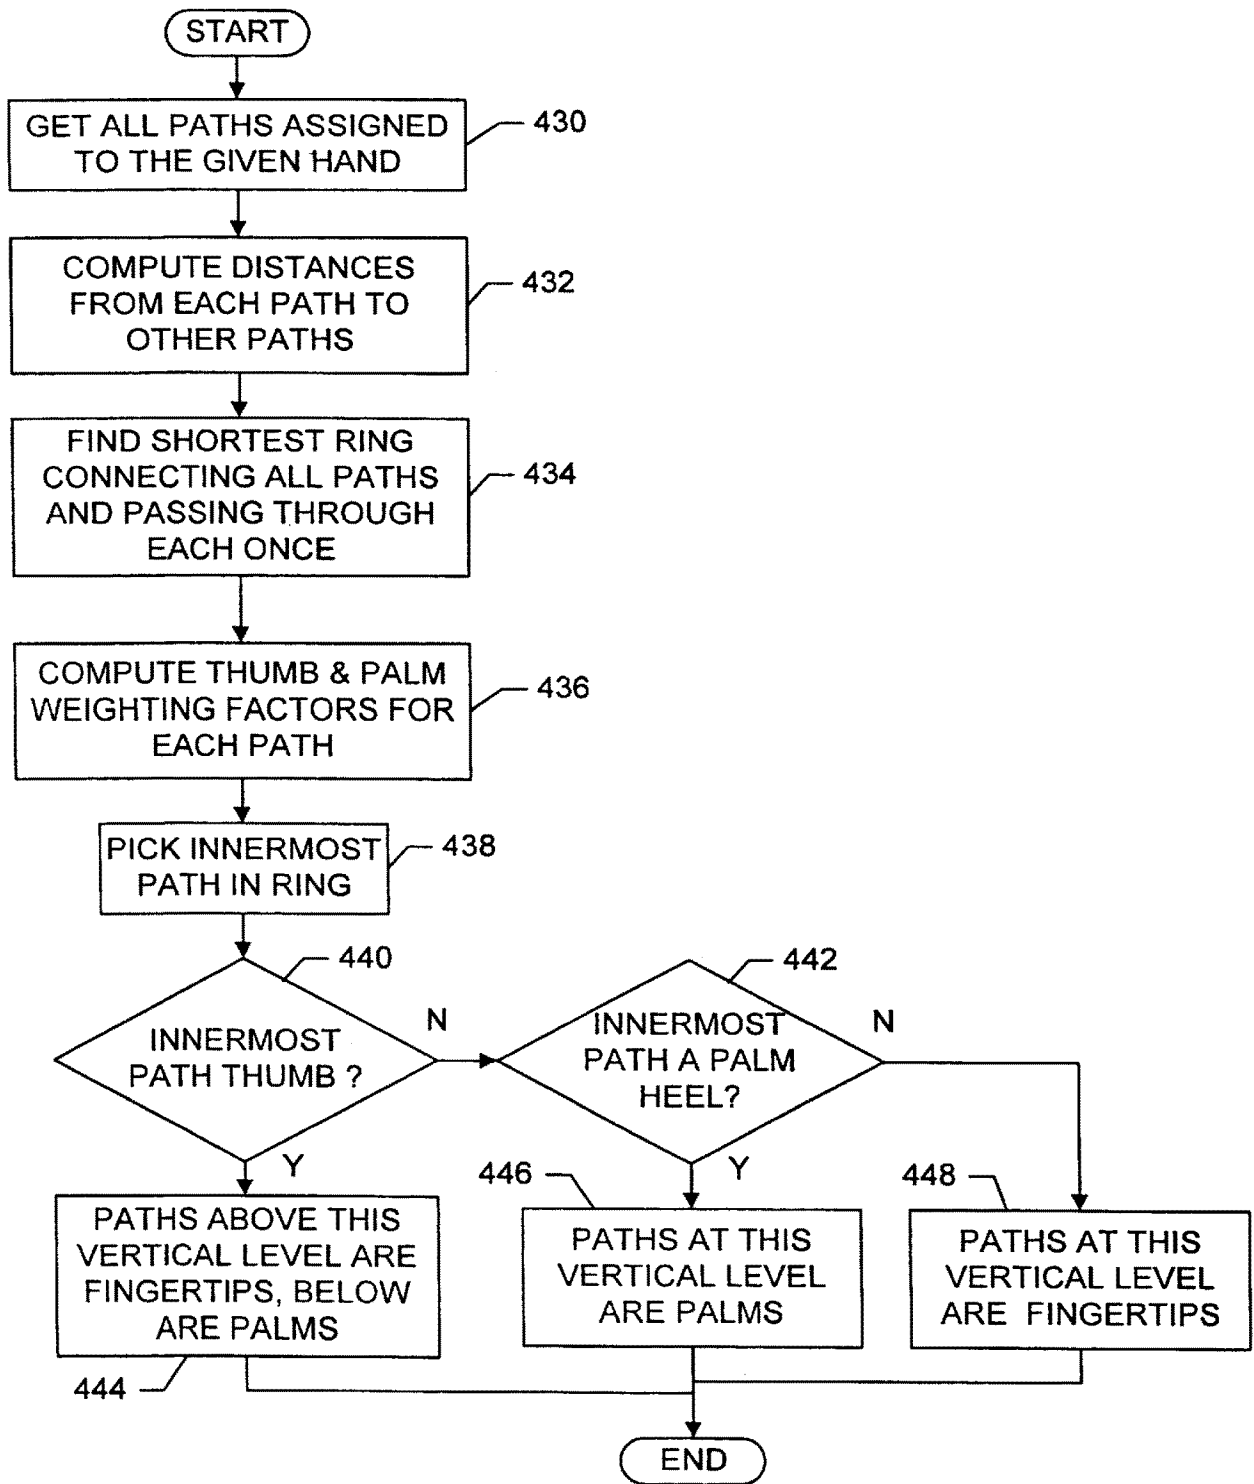 START
GET ALL PATHS ASSIGNED
TO THE GIVEN HAND
430
COMPUTE DISTANCES
FROM EACH PATH TO
OTHER PATHS
432
FIND SHORTEST RING
CONNECTING ALL PATHS
AND PASSING THROUGH
EACH ONCE
434
COMPUTE THUMB & PALM
WEIGHTING FACTORS FOR
EACH PATH
436
PICK INNERMOST
PATH IN RING
438
440
INNERMOST
PATH THUMB ?
N
Y
442
INNERMOST
PATH A PALM
HEEL?
N
Y
PATHS ABOVE THIS
VERTICAL LEVEL ARE
FINGERTIPS, BELOW
ARE PALMS
444
446
PATHS AT THIS
VERTICAL LEVEL
ARE PALMS
448
PATHS AT THIS
VERTICAL LEVEL
ARE FINGERTIPS
END